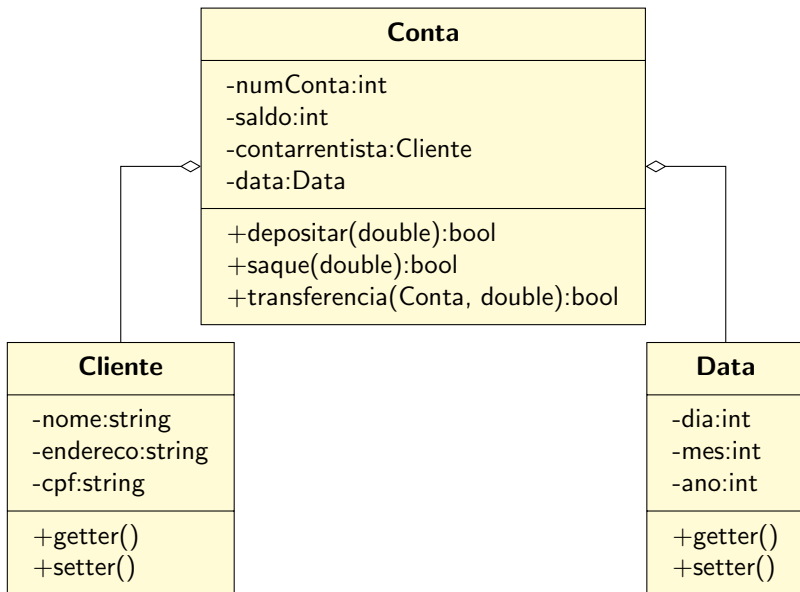 Conta
-numConta:int
-saldo:int
-contarrentista:Cliente
-data:Data
+depositar(double):bool
+saque(double):bool
+transferencia(Conta, double):bool
Cliente
-nome:string
-endereco:string
-cpf:string
+getter()
+setter()
Data
-dia:int
-mes:int
-ano:int
+getter()
+setter()